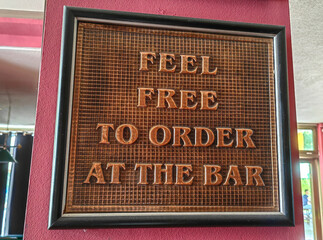 FEEL
FREE
TO ORDER
AT THE BAR